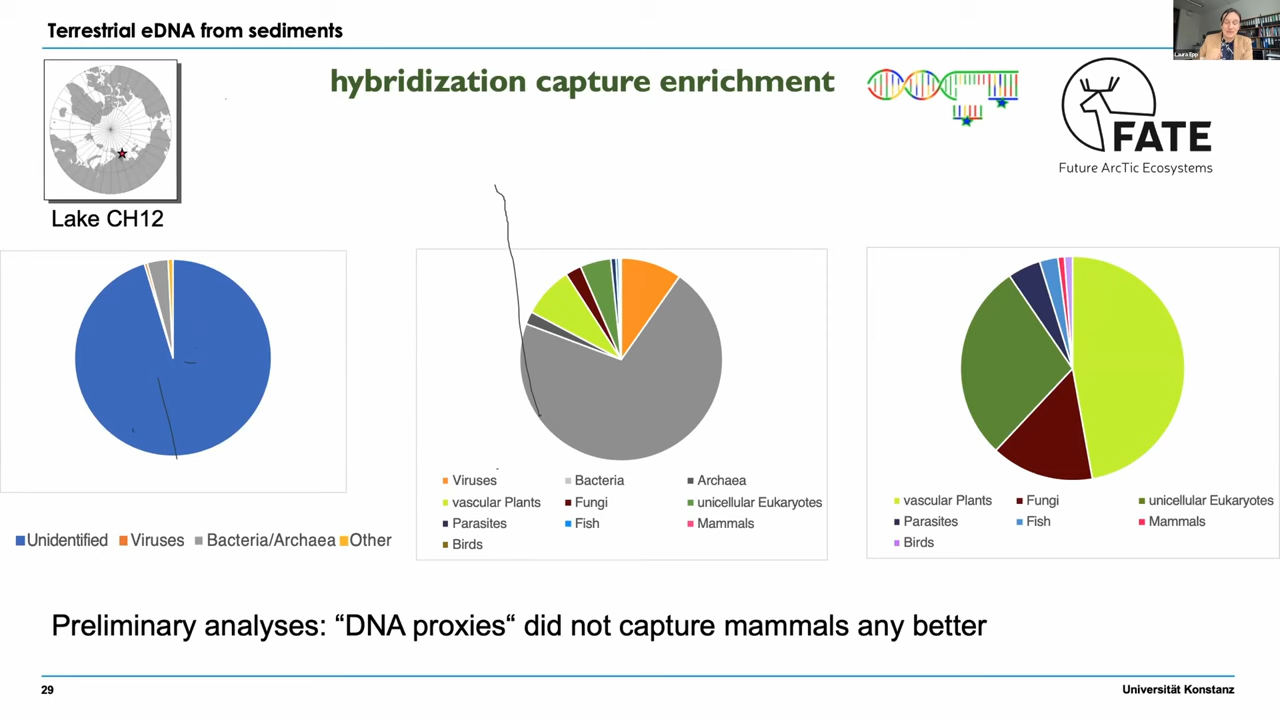 Terrestrial eDNA from sediments
Laura Epp
hybridization capture enrichment
FATE
Future ArcTic Ecosystems
Lake CH12
Unidentified Viruses Bacteria/Archaea Other
Viruses Bacteria Archaea
vascular Plants Fungi unicellular Eukaryotes
Parasites Fish Mammals
Birds
vascular Plants Fungi unicellular Eukaryotes
Parasites Fish Mammals
Birds
Preliminary analyses: “DNA proxies“ did not capture mammals any better
29
Universität Konstanz